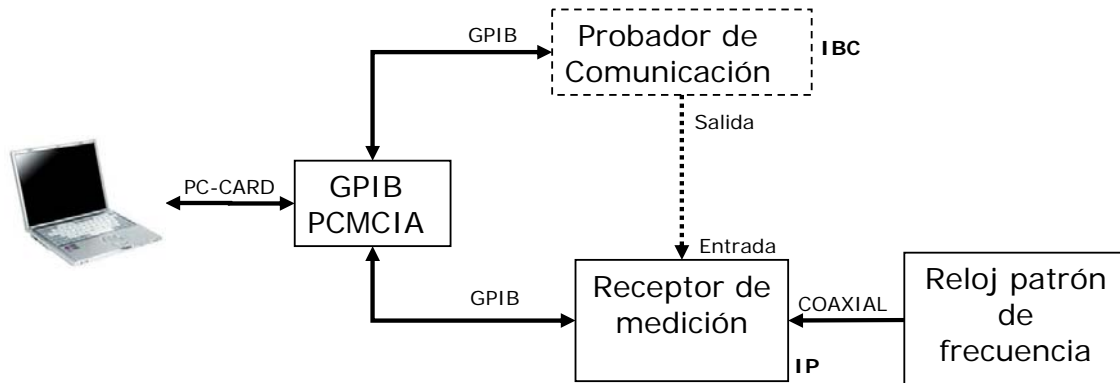 GPIB
Probador de
Comunicación
IBC
Salida
PC-CARD
GPIB
PCMCIA
Entrada
GPIB
Receptor de
medición
IP
COAXIAL
Reloj patrón
de
frecuencia